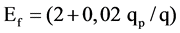 E_f = (2 + 0,02 q_p / q)